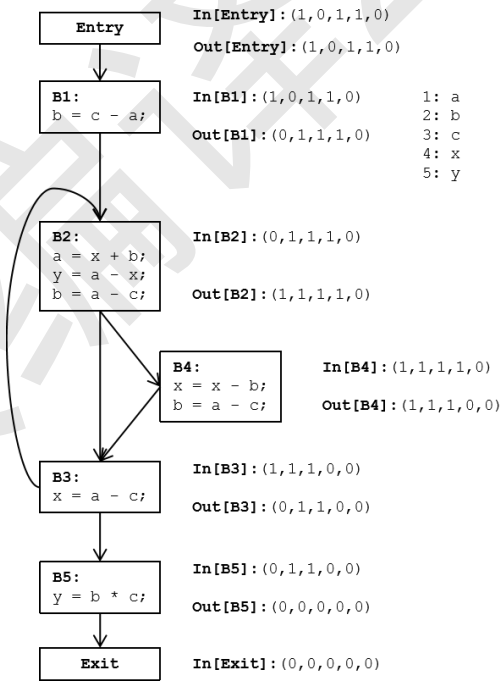 Entry
In[Entry]:(1,0,1,1,0)
Out[Entry]:(1,0,1,1,0)
B1:
b = c - a;
In[B1]:(1,0,1,1,0)
Out[B1]:(0,1,1,1,0)
1: a
2: b
3: c
4: x
5: y
B2:
a = x + b;
y = a - x;
b = a - c;
In[B2]:(0,1,1,1,0)
Out[B2]:(1,1,1,1,0)
B4:
x = x - b;
b = a - c;
In[B4]:(1,1,1,1,0)
Out[B4]:(1,1,1,0,0)
B3:
x = a - c;
In[B3]:(1,1,1,0,0)
Out[B3]:(0,1,1,0,0)
B5:
y = b * c;
In[B5]:(0,1,1,0,0)
Out[B5]:(0,0,0,0,0)
Exit
In[Exit]:(0,0,0,0,0)